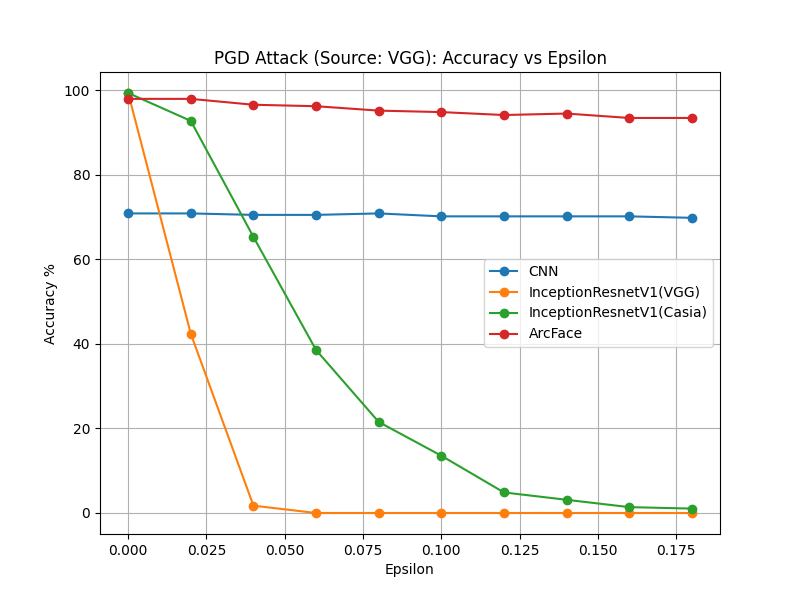 PGD Attack (Source: VGG): Accuracy vs Epsilon
Accuracy %
100
80
60
40
20
0
CNN
InceptionResnetV1(VGG)
InceptionResnetV1(Casia)
ArcFace
0.000 0.025 0.050 0.075 0.100 0.125 0.150 0.175
Epsilon